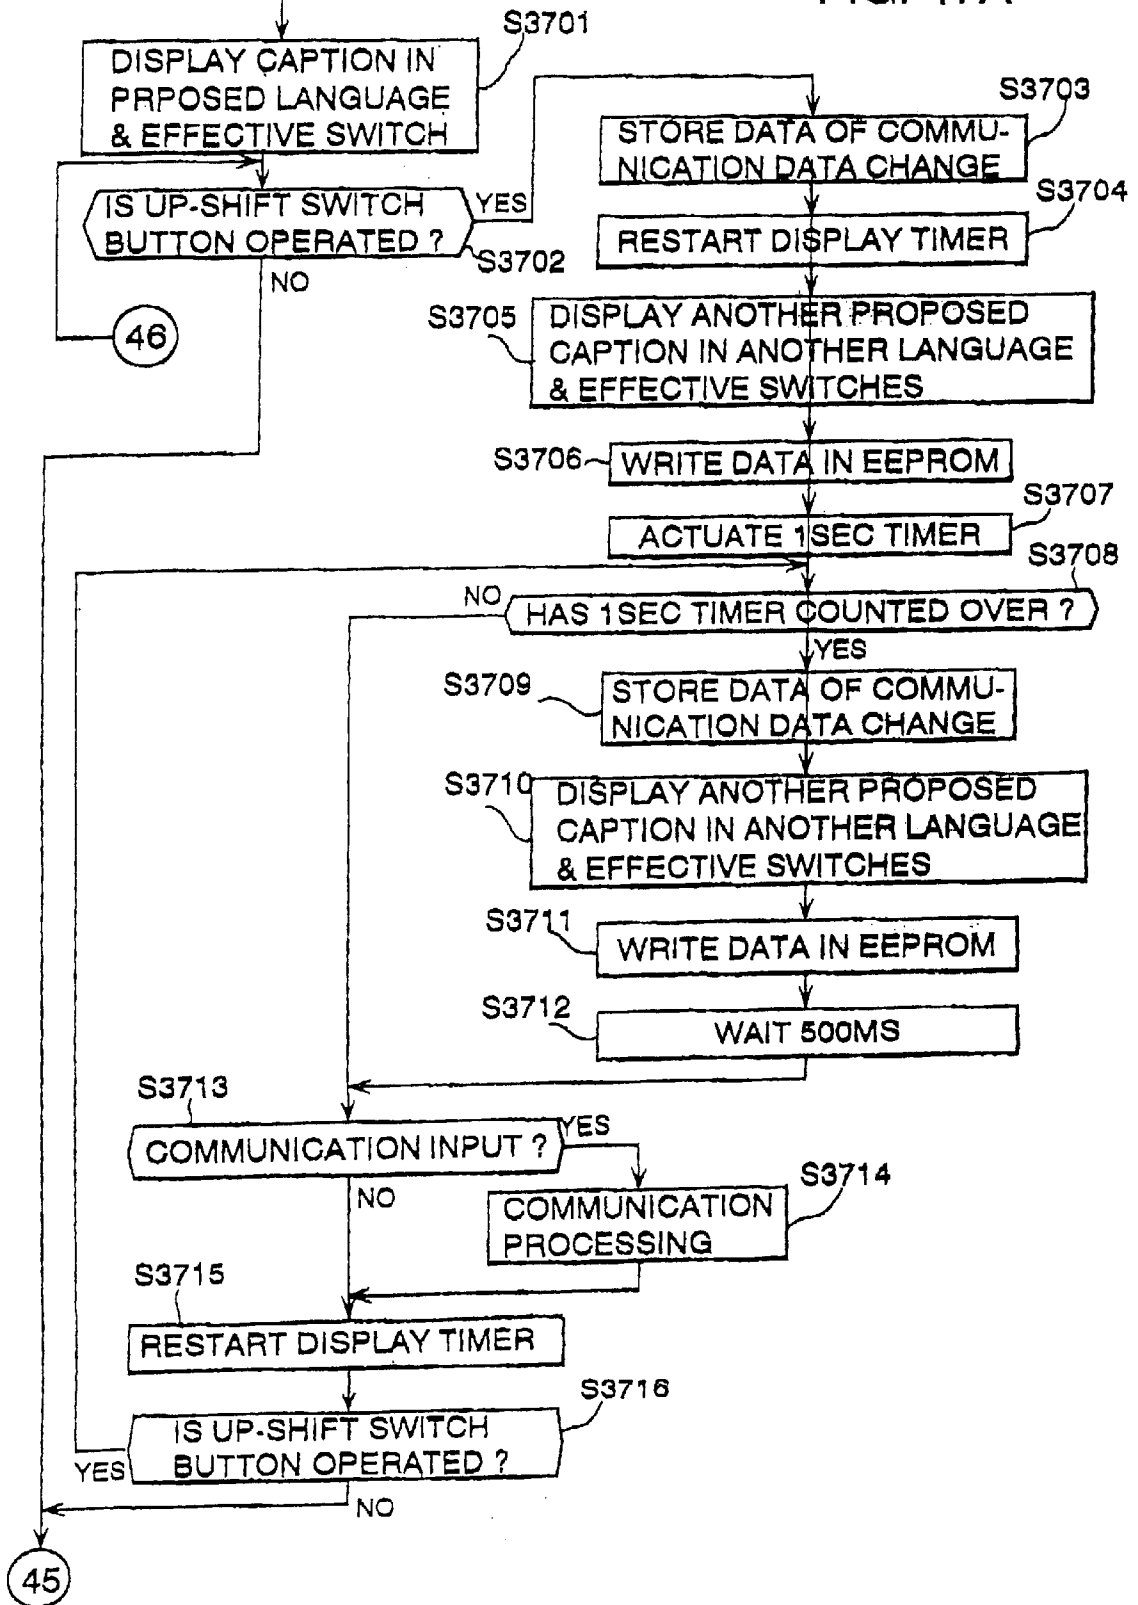 S3701
DISPLAY CAPTION IN
PRPOSED LANGUAGE
& EFFECTIVE SWITCH
S3703
STORE DATA OF COMMU-
NICATION DATA CHANGE
IS UP-SHIFT SWITCH
BUTTON OPERATED ?
YES
S3702
NO
S3704
RESTART DISPLAY TIMER
46
S3705
DISPLAY ANOTHER PROPOSED
CAPTION IN ANOTHER LANGUAGE
& EFFECTIVE SWITCHES
S3706
WRITE DATA IN EEPROM
S3707
ACTUATE 1SEC TIMER
S3708
NO
HAS 1SEC TIMER COUNTED OVER ?
YES
S3709
STORE DATA OF COMMU-
NICATION DATA CHANGE
S3710
DISPLAY ANOTHER PROPOSED
CAPTION IN ANOTHER LANGUAGE
& EFFECTIVE SWITCHES
S3711
WRITE DATA IN EEPROM
S3712
WAIT 500MS
S3713
COMMUNICATION INPUT ?
YES
NO
S3714
COMMUNICATION
PROCESSING
S3715
RESTART DISPLAY TIMER
S3716
IS UP-SHIFT SWITCH
BUTTON OPERATED ?
YES
NO
45